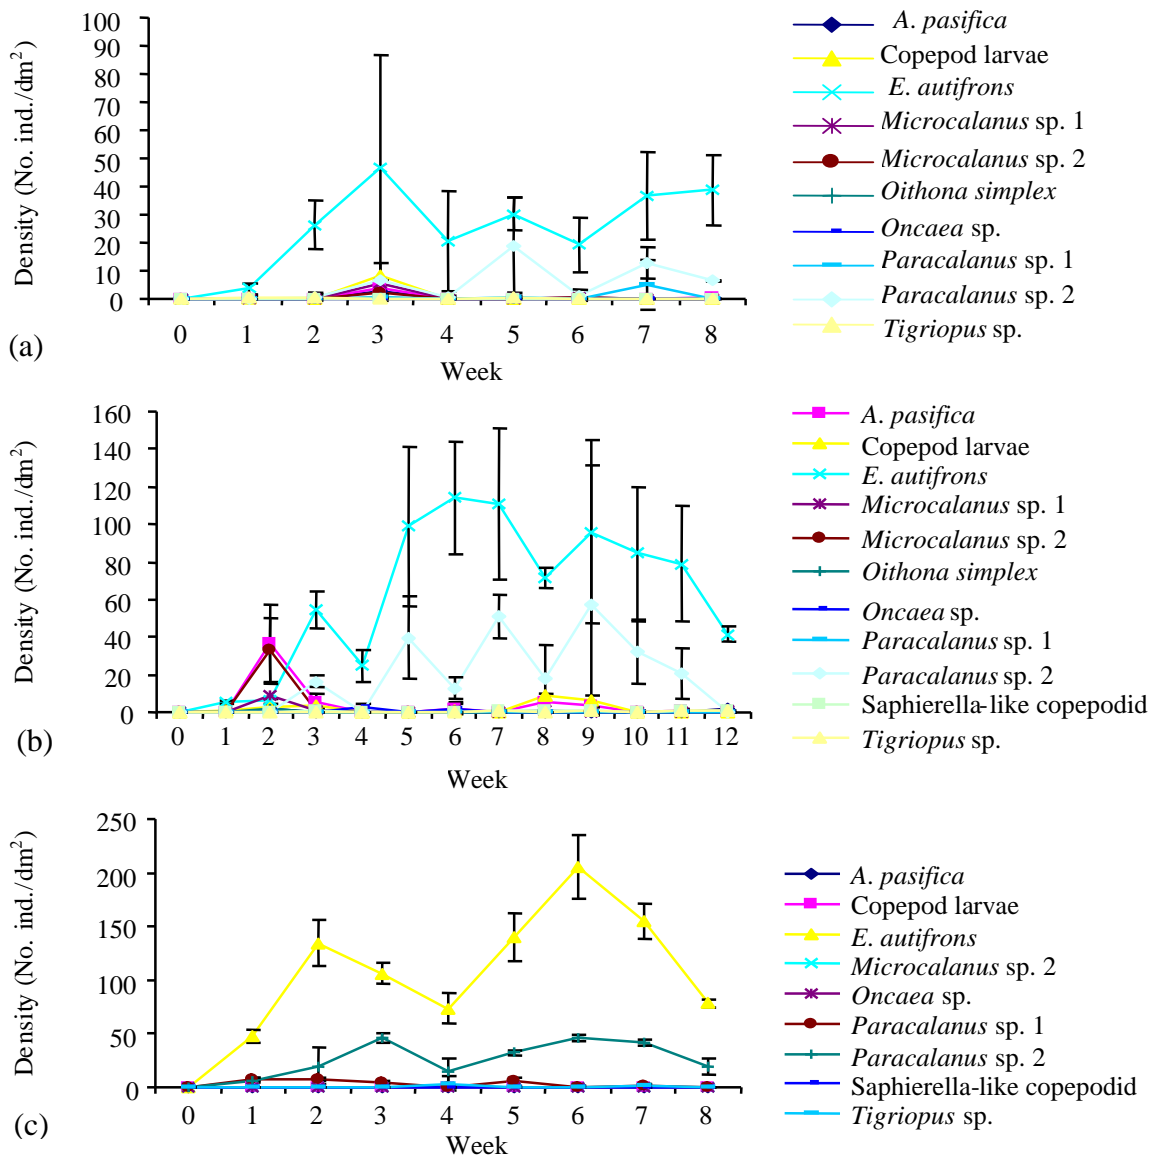 100
90
80
70
60
50
40
30
20
10
0
Density (No. ind./dm²)
0 1 2 3 4 5 6 7 8
Week
(a)
A. pasifica
Copepod larvae
E. autifrons
Microcalanus sp. 1
Microcalanus sp. 2
Oithona simplex
Oncaea sp.
Paracalanus sp. 1
Paracalanus sp. 2
Tigriopus sp.
160
140
120
100
80
60
40
20
0
Density (No. ind./dm²)
0 1 2 3 4 5 6 7 8 9 10 11 12
Week
(b)
A. pasifica
Copepod larvae
E. autifrons
Microcalanus sp. 1
Microcalanus sp. 2
Oithona simplex
Oncaea sp.
Paracalanus sp. 1
Paracalanus sp. 2
Saphierella-like copepodid
Tigriopus sp.
250
200
150
100
50
0
Density (No. ind./dm²)
0 1 2 3 4 5 6 7 8
Week
(c)
A. pasifica
Copepod larvae
E. autifrons
Microcalanus sp. 2
Oncaea sp.
Paracalanus sp. 1
Paracalanus sp. 2
Saphierella-like copepodid
Tigriopus sp.